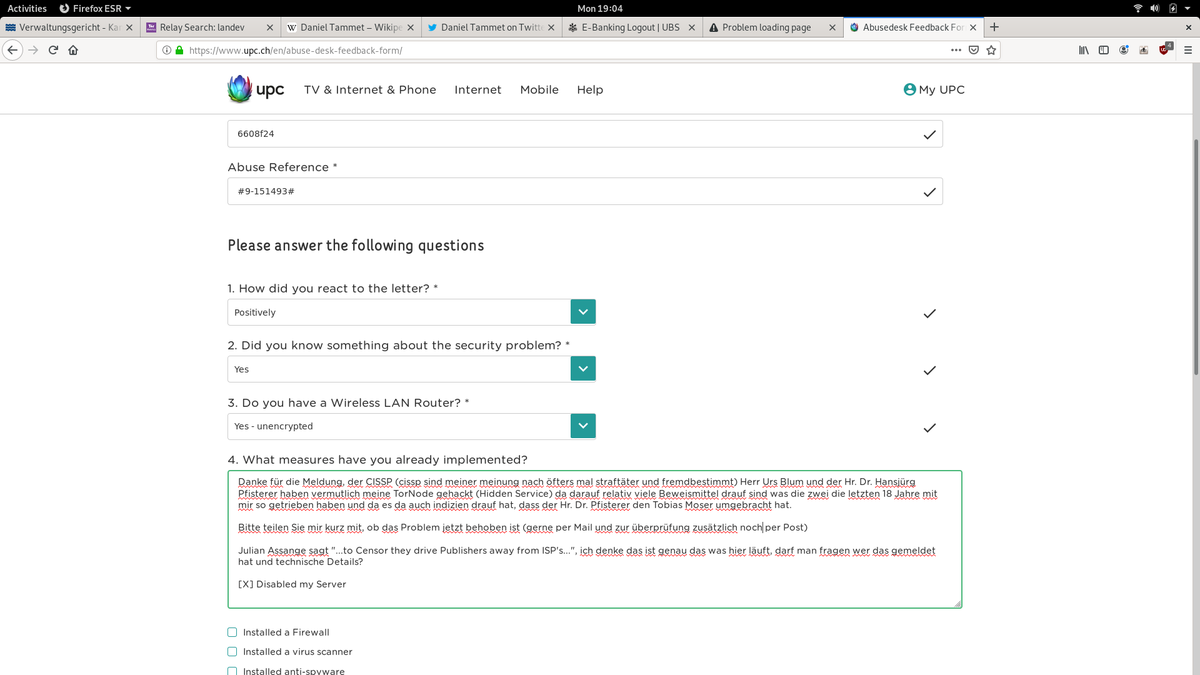 Activities Firefox ESR Mon 19:04
Verwaltungsgericht - Kan Relay Search: landev Daniel Tammet – Wikipe Daniel Tammet on Twitte E-Banking Logout | UBS Problem loading page Abusedesk Feedback For
https://www.upc.ch/en/abuse-desk-feedback-form/
upc TV & Internet & Phone Internet Mobile Help My UPC
6608f24
Abuse Reference *
#9-151493#
Please answer the following questions
1. How did you react to the letter? *
Positively
2. Did you know something about the security problem? *
Yes
3. Do you have a Wireless LAN Router? *
Yes - unencrypted
4. What measures have you already implemented?
Danke für die Meldung, der CISSP (cissp sind meiner meinung nach öfters mal straftäter und fremdbestimmt) Herr Urs Blum und der Hr. Dr. Hansjürg
Pfisterer haben vermutlich meine TorNode gehackt (Hidden Service) da darauf relativ viele Beweismittel drauf sind was die zwei die letzten 18 Jahre mit
mir so getrieben haben und da es da auch indizien drauf hat, dass der Hr. Dr. Pfisterer den Tobias Moser umgebracht hat.
Bitte teilen Sie mir kurz mit, ob das Problem jetzt behoben ist (gerne per Mail und zur überprüfung zusätzlich noch per Post)
Julian Assange sagt "...to Censor they drive Publishers away from ISP's...", ich denke das ist genau das was hier läuft, darf man fragen wer das gemeldet
hat und technische Details?
[X] Disabled my Server
Installed a Firewall
Installed a virus scanner
Installed anti-spyware